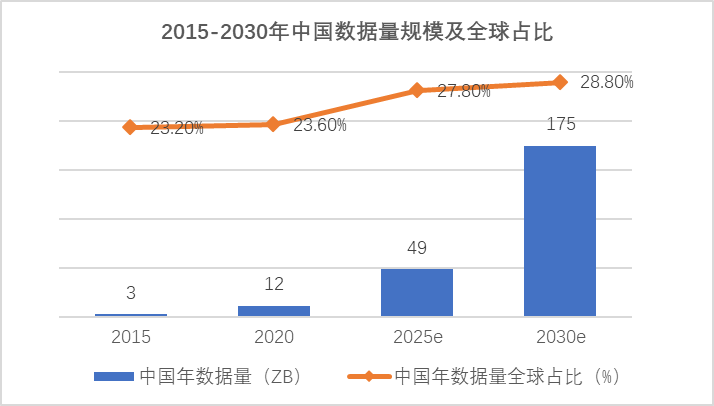 2015-2030年中国数据量规模及全球占比
28.80%
27.80%
23.20%
23.60%
175
49
12
3
2015
2020
2025e
2030e
中国年数据量（ZB）
中国年数据量全球占比（%）